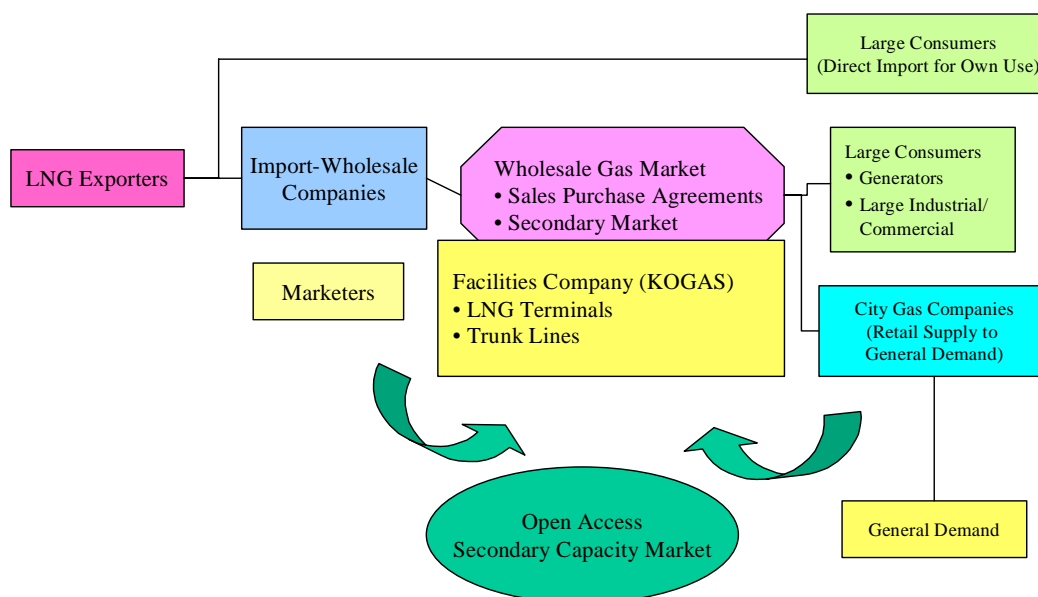 Large Consumers
(Direct Import for Own Use)
LNG Exporters
Import-Wholesale
Companies
Wholesale Gas Market
• Sales Purchase Agreements
• Secondary Market
Large Consumers
• Generators
• Large Industrial/
Commercial
Marketers
Facilities Company (KOGAS)
• LNG Terminals
• Trunk Lines
City Gas Companies
(Retail Supply to
General Demand)
Open Access
Secondary Capacity Market
General Demand